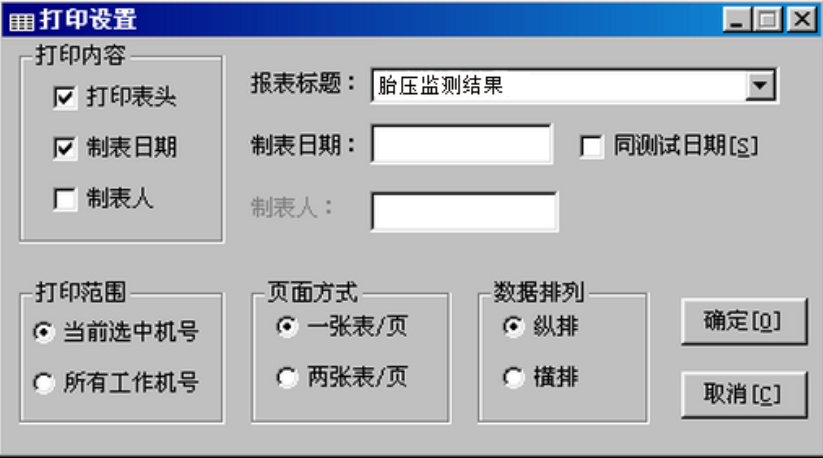 打印设置
打印内容
打印表头
制表日期
制表人
报表标题：
胎压监测结果
制表日期：
同测试日期[S]
制表人：
打印范围
当前选中机号
所有工作机号
页面方式
一张表/页
两张表/页
数据排列
纵排
横排
确定[O]
取消[C]